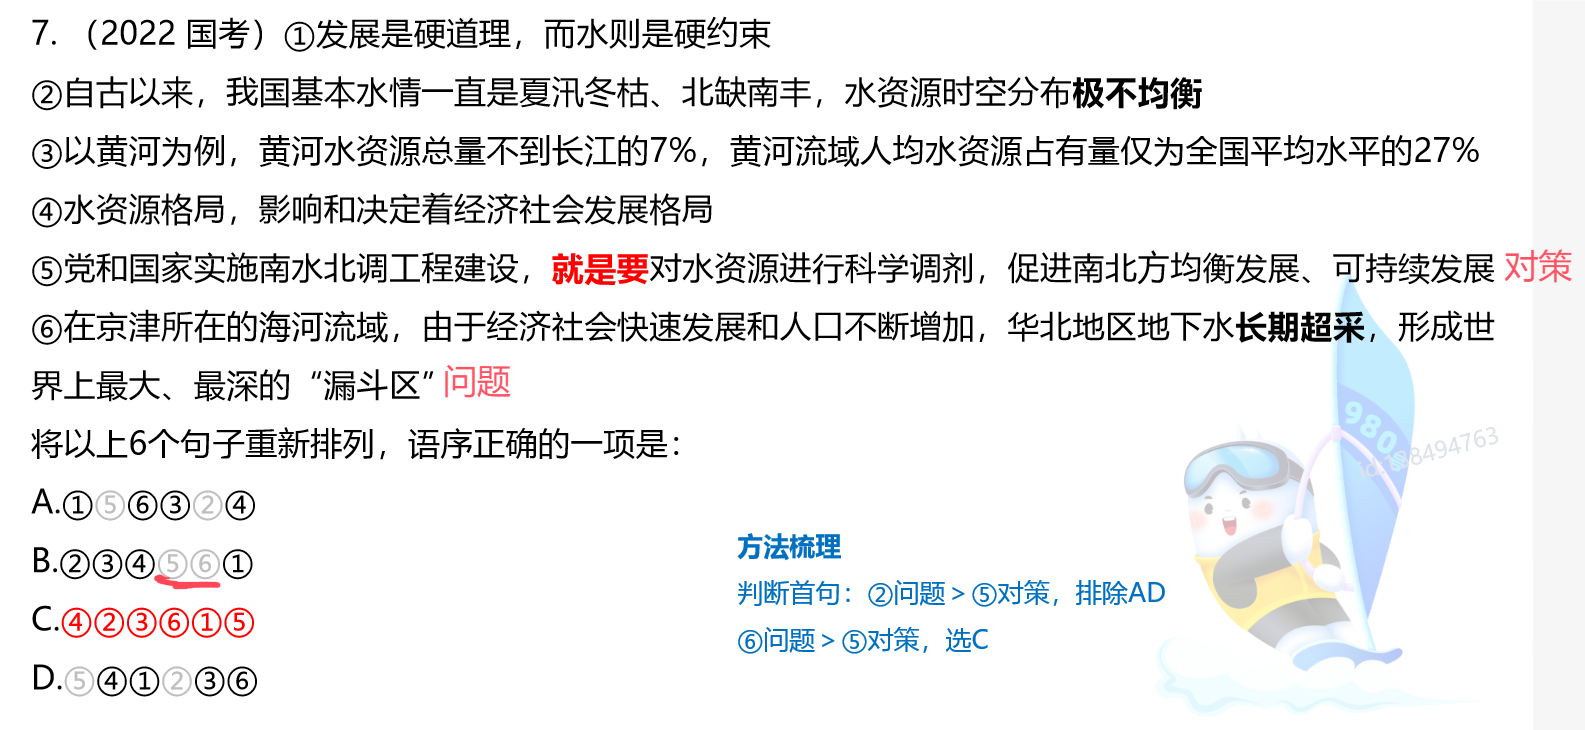 7. （2022 国考）①发展是硬道理，而水则是硬约束
②自古以来，我国基本水情一直是夏汛冬枯、北缺南丰，水资源时空分布极不均衡
③以黄河为例，黄河水资源总量不到长江的7%，黄河流域人均水资源占有量仅为全国平均水平的27%
④水资源格局，影响和决定着经济社会发展格局
⑤党和国家实施南水北调工程建设，就是要对水资源进行科学调剂，促进南北方均衡发展、可持续发展 对策
⑥在京津所在的海河流域，由于经济社会快速发展和人口不断增加，华北地区地下水长期超采，形成世
界上最大、最深的“漏斗区” 问题
将以上6个句子重新排列，语序正确的一项是：
A.①⑤⑥③②④
B.②③④⑤⑥①
C.④②③⑥①⑤
D.⑤④①②③⑥
方法梳理
判断首句：②问题＞⑤对策，排除AD
⑥问题＞⑤对策，选C
980